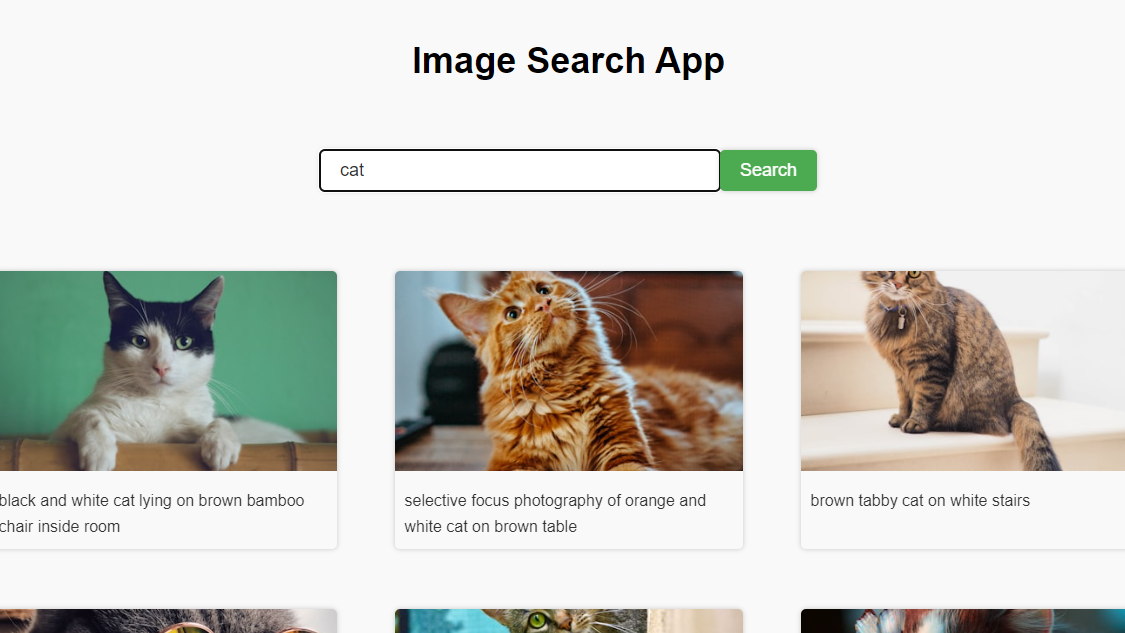 Image Search App
cat
Search
black and white cat lying on brown bamboo
chair inside room
selective focus photography of orange and
white cat on brown table
brown tabby cat on white stairs